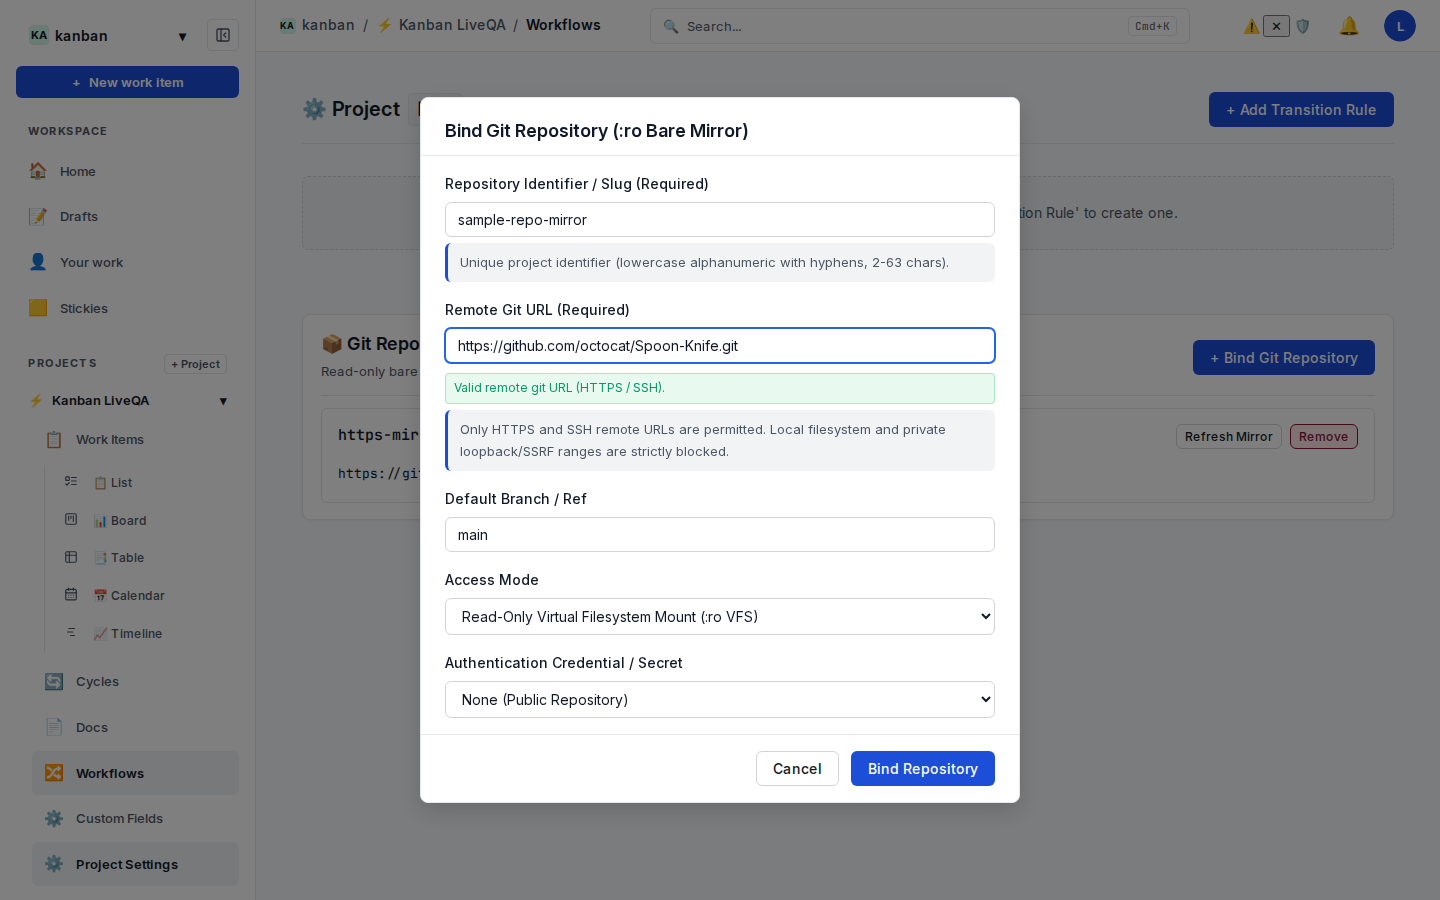 KA kanban ▾
+ New work item
WORKSPACE
Home
Drafts
Your work
Stickies
PROJECTS
+ Project
Kanban LiveQA ▾
Work Items
List
Board
Table
Calendar
Timeline
Cycles
Docs
Workflows
Custom Fields
Project Settings
KA kanban / Kanban LiveQA / Workflows
Search...
Cmd+K
L
Project
+ Add Transition Rule
tion Rule' to create one.
Git Repo
Read-only bare
+ Bind Git Repository
https-mir
https://git
Refresh Mirror
Remove
Bind Git Repository (:ro Bare Mirror)
Repository Identifier / Slug (Required)
sample-repo-mirror
Unique project identifier (lowercase alphanumeric with hyphens, 2-63 chars).
Remote Git URL (Required)
https://github.com/octocat/Spoon-Knife.git
Valid remote git URL (HTTPS / SSH).
Only HTTPS and SSH remote URLs are permitted. Local filesystem and private
loopback/SSRF ranges are strictly blocked.
Default Branch / Ref
main
Access Mode
Read-Only Virtual Filesystem Mount (:ro VFS)
Authentication Credential / Secret
None (Public Repository)
Cancel
Bind Repository